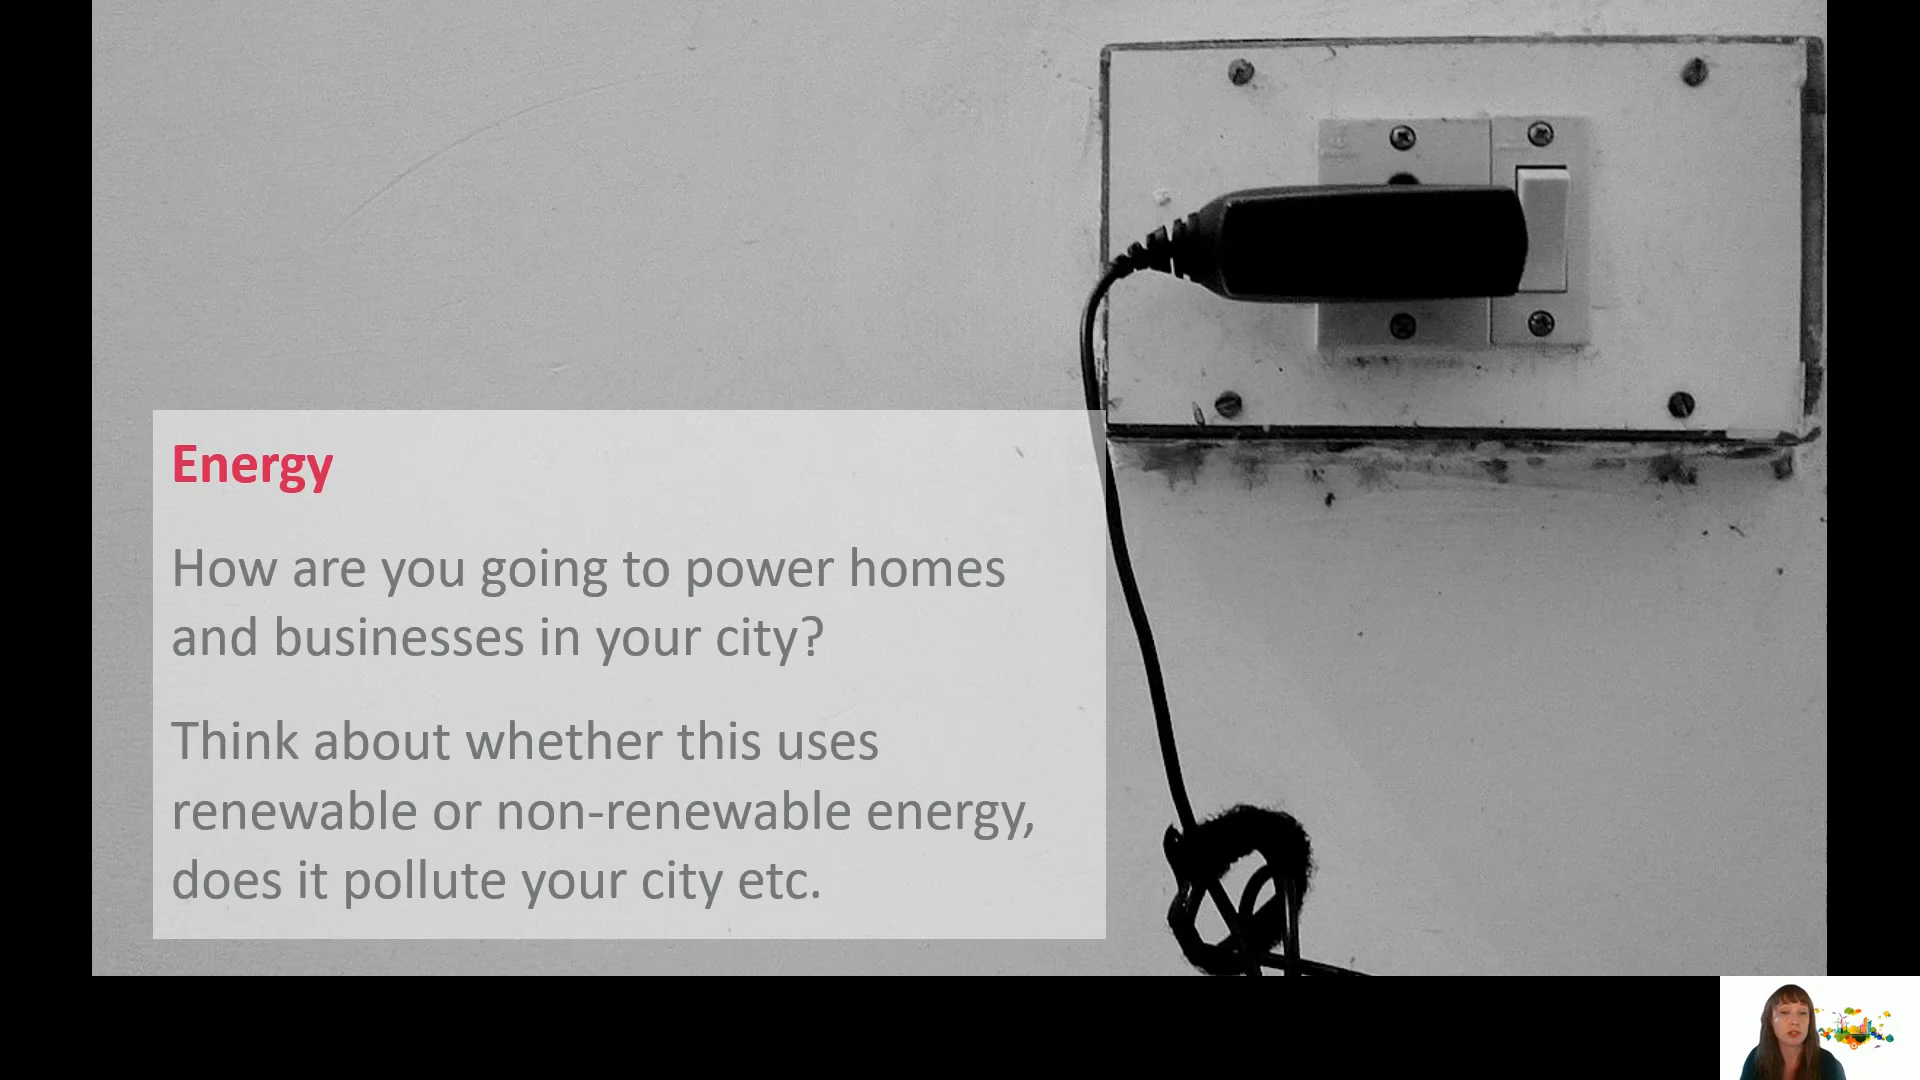 Energy
How are you going to power homes
and businesses in your city?
Think about whether this uses
renewable or non-renewable energy,
does it pollute your city etc.